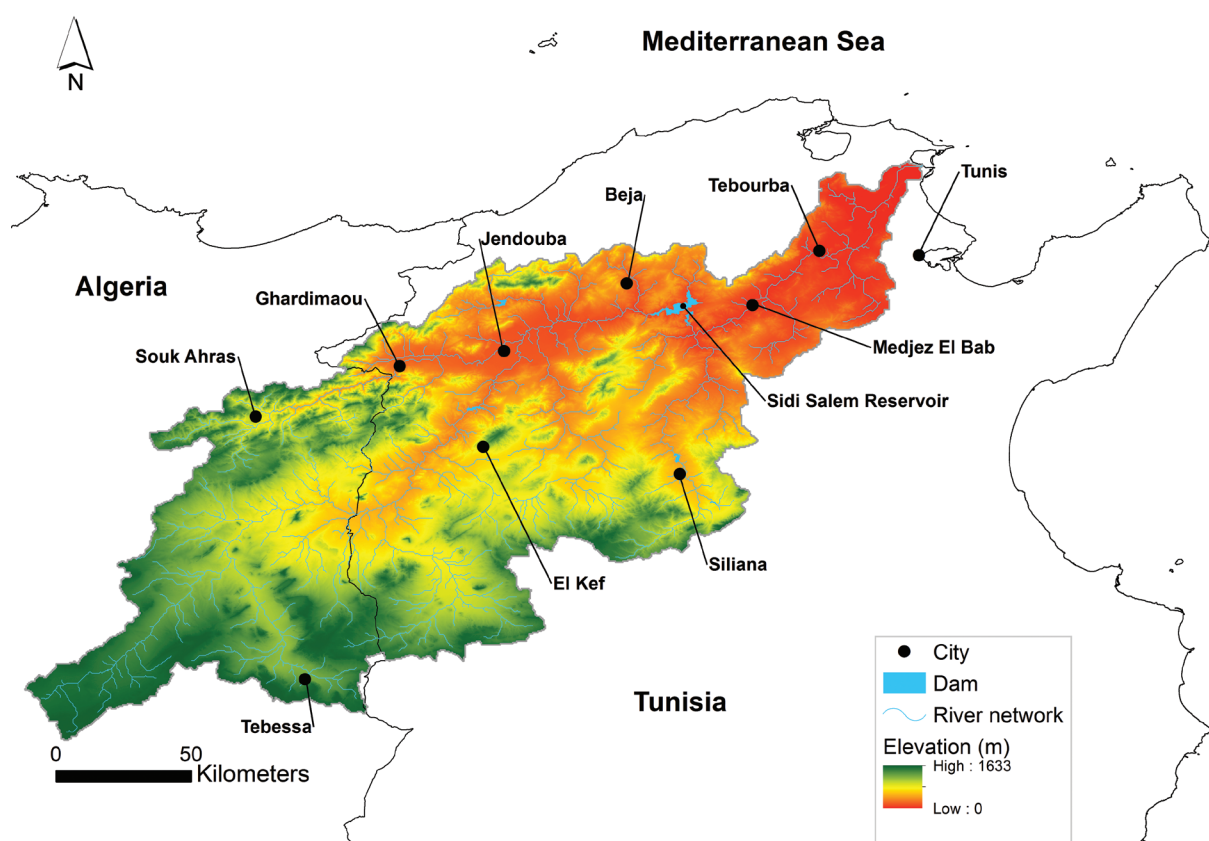 Mediterranean Sea
N
Tunis
Tebourba
Beja
Jendouba
Algeria
Ghardimaou
Souk Ahras
Medjez El Bab
Sidi Salem Reservoir
Siliana
El Kef
Tunisia
Tebessa
0 50
Kilometers
City
Dam
River network
Elevation (m)
High : 1633
Low : 0